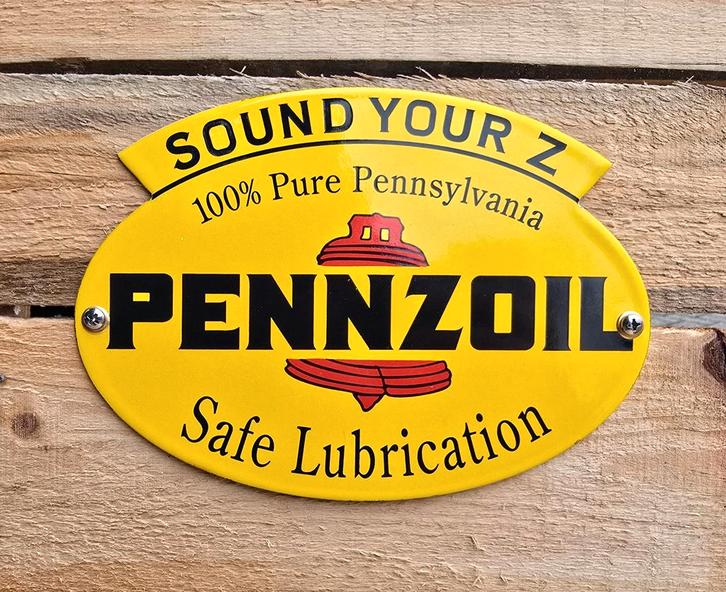 SOUND YOUR Z
100% Pure Pennsylvania
PENNZOIL
Safe Lubrication